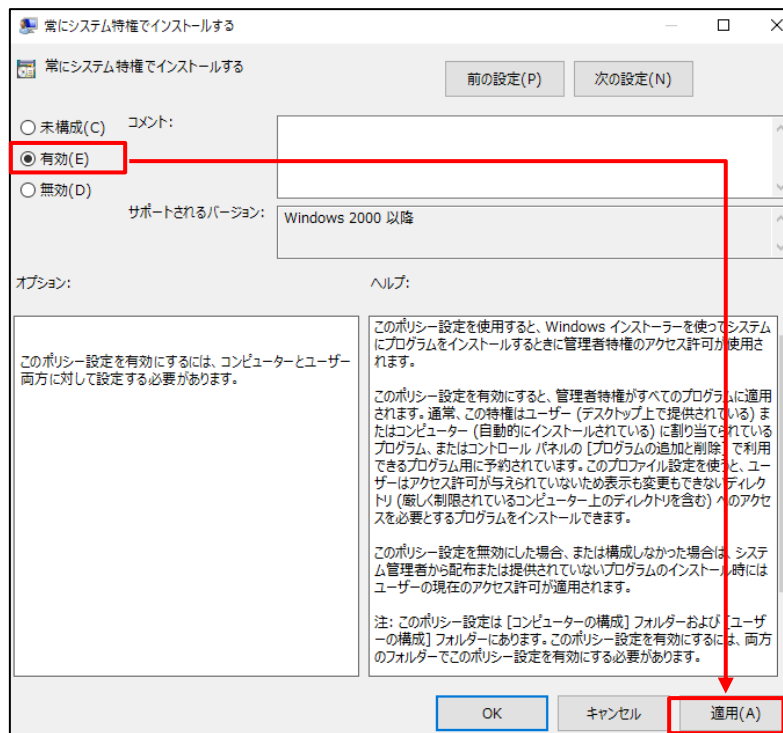 常にシステム特権でインストールする
常にシステム特権でインストールする
前の設定(P)
次の設定(N)
未構成(C)
コメント:
有効(E)
無効(D)
サポートされるバージョン:
Windows 2000 以降
オプション:
ヘルプ:
このポリシー設定を有効にするには、コンピューターとユーザー
両方に対して設定する必要があります。
このポリシー設定を使用すると、Windows インストーラーを使ってシステム
にプログラムをインストールするときに管理者特権のアクセス許可が使用さ
れます。
このポリシー設定を有効にすると、管理者特権がすべてのプログラムに適用
されます。通常、この特権はユーザー (デスクトップ上で提供されている) ま
たはコンピューター (自動的にインストールされている) に割り当てられている
プログラム、またはコントロール パネルの [プログラムの追加と削除] で利用
できるプログラム用に予約されています。このプロファイル設定を使うと、ユー
ザーはアクセス許可が与えられていないため表示も変更もできないディレク
トリ (厳しく制限されているコンピューター上のディレクトリを含む) へのアクセ
スを必要とするプログラムをインストールできます。
このポリシー設定を無効にした場合、または構成しなかった場合は、システ
ム管理者から配布または提供されていないプログラムのインストール時には
ユーザーの現在のアクセス許可が適用されます。
注: このポリシー設定は [コンピューターの構成] フォルダーおよび [ユーザ
ーの構成] フォルダーにあります。このポリシー設定を有効にするには、両方
のフォルダーでこのポリシー設定を有効にする必要があります。
OK
キャンセル
適用(A)